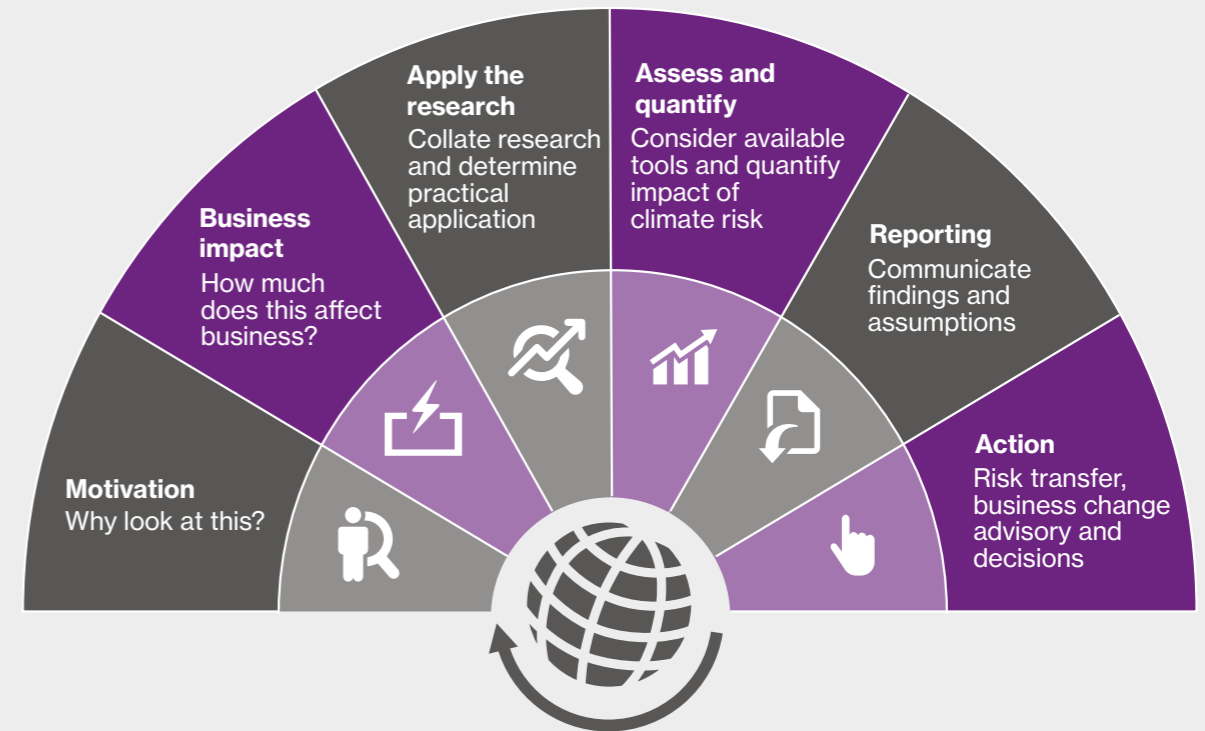 Motivation
Why look at this?
Business
impact
How much
does this affect
business?
Apply the
research
Collate research
and determine
practical
application
Assess and
quantify
Consider available
tools and quantify
impact of
climate risk
Reporting
Communicate
findings and
assumptions
Action
Risk transfer,
business change
advisory and
decisions